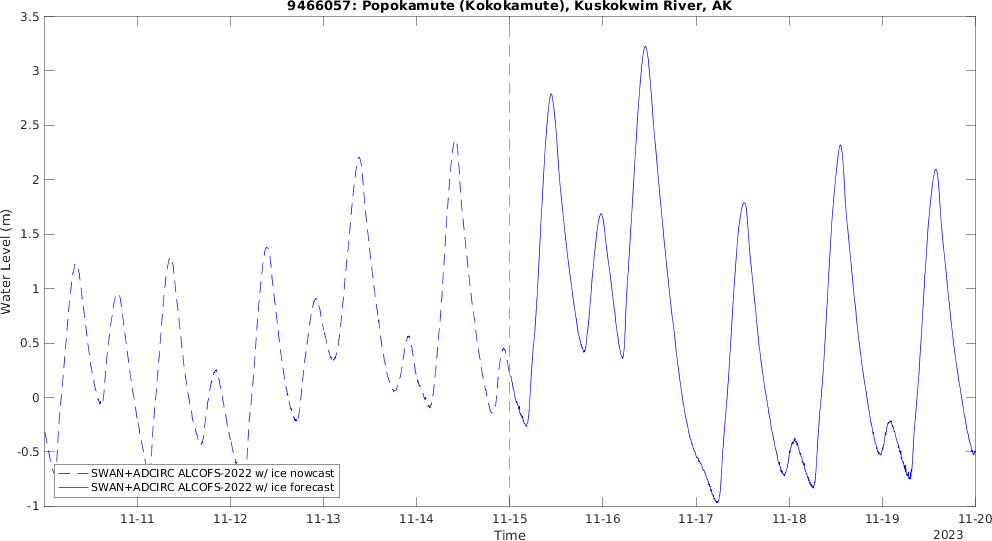 9466057: Popokamute (Kokokamute), Kuskokwim River, AK
3.5
3
2.5
2
1.5
1
0.5
0
-0.5
-1
Water Level (m)
SWAN+ADCIRC ALCOFS-2022 w/ ice nowcast
SWAN+ADCIRC ALCOFS-2022 w/ ice forecast
11-11 11-12 11-13 11-14 11-15 11-16 11-17 11-18 11-19 11-20
Time
2023